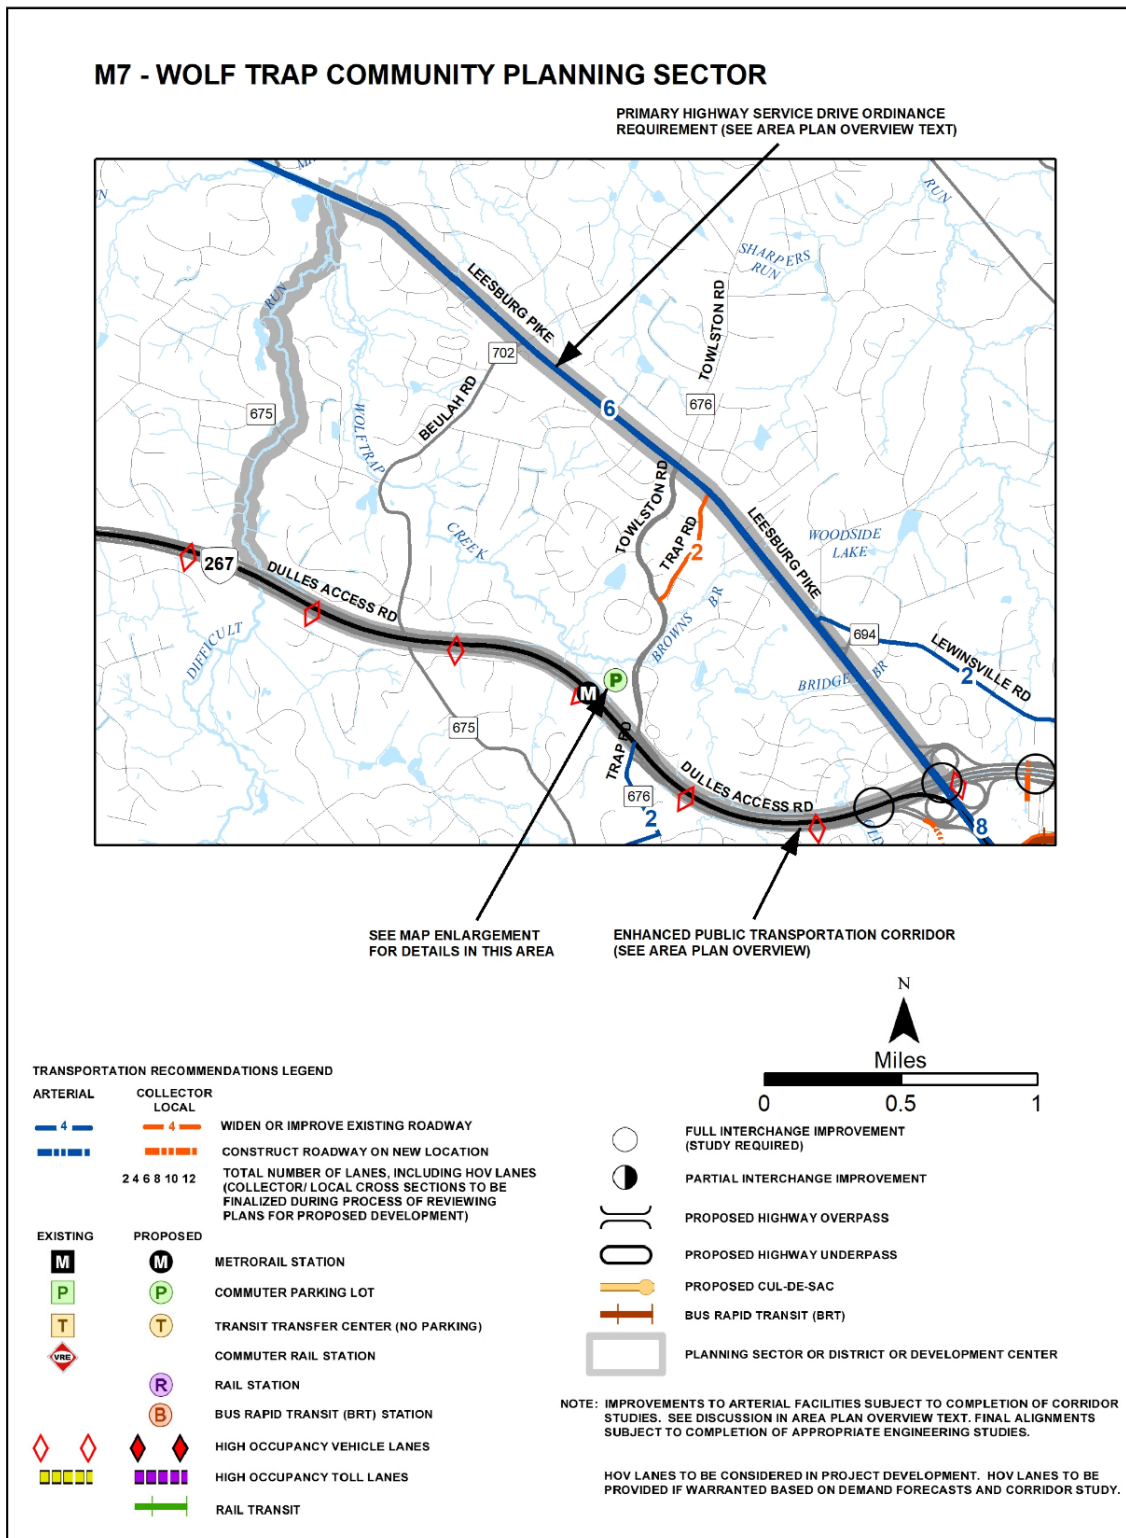 M7 - WOLF TRAP COMMUNITY PLANNING SECTOR
PRIMARY HIGHWAY SERVICE DRIVE ORDINANCE
REQUIREMENT (SEE AREA PLAN OVERVIEW TEXT)
RUN
SHARPERS
RUN
LEESBURG PIKE
TOWLSTON RD
RUN
702
BEULAH RD
6
676
675
WOLFTRAP
TOWLSTON RD
LEESBURG PIKE
CREEK
TRAP RD
2
WOODSIDE
LAKE
267
DULLES ACCESS RD
BROWNS BR
694
LEWINSVILLE RD
2
DIFFICULT
P
M
BRIDGE BR
675
TRAP RD
DULLES ACCESS RD
676
2
OLD
8
SEE MAP ENLARGEMENT
FOR DETAILS IN THIS AREA
ENHANCED PUBLIC TRANSPORTATION CORRIDOR
(SEE AREA PLAN OVERVIEW)
N
Miles
0 0.5 1
TRANSPORTATION RECOMMENDATIONS LEGEND
ARTERIAL COLLECTOR
LOCAL
4 4 WIDEN OR IMPROVE EXISTING ROADWAY
CONSTRUCT ROADWAY ON NEW LOCATION
2 4 6 8 10 12 TOTAL NUMBER OF LANES, INCLUDING HOV LANES
(COLLECTOR/ LOCAL CROSS SECTIONS TO BE
FINALIZED DURING PROCESS OF REVIEWING
PLANS FOR PROPOSED DEVELOPMENT)
EXISTING PROPOSED
M M METRORAIL STATION
P P COMMUTER PARKING LOT
T T TRANSIT TRANSFER CENTER (NO PARKING)
VRE COMMUTER RAIL STATION
R RAIL STATION
B BUS RAPID TRANSIT (BRT) STATION
HIGH OCCUPANCY VEHICLE LANES
HIGH OCCUPANCY TOLL LANES
RAIL TRANSIT
FULL INTERCHANGE IMPROVEMENT
(STUDY REQUIRED)
PARTIAL INTERCHANGE IMPROVEMENT
PROPOSED HIGHWAY OVERPASS
PROPOSED HIGHWAY UNDERPASS
PROPOSED CUL-DE-SAC
BUS RAPID TRANSIT (BRT)
PLANNING SECTOR OR DISTRICT OR DEVELOPMENT CENTER
NOTE: IMPROVEMENTS TO ARTERIAL FACILITIES SUBJECT TO COMPLETION OF CORRIDOR
STUDIES. SEE DISCUSSION IN AREA PLAN OVERVIEW TEXT. FINAL ALIGNMENTS
SUBJECT TO COMPLETION OF APPROPRIATE ENGINEERING STUDIES.
HOV LANES TO BE CONSIDERED IN PROJECT DEVELOPMENT. HOV LANES TO BE
PROVIDED IF WARRANTED BASED ON DEMAND FORECASTS AND CORRIDOR STUDY.